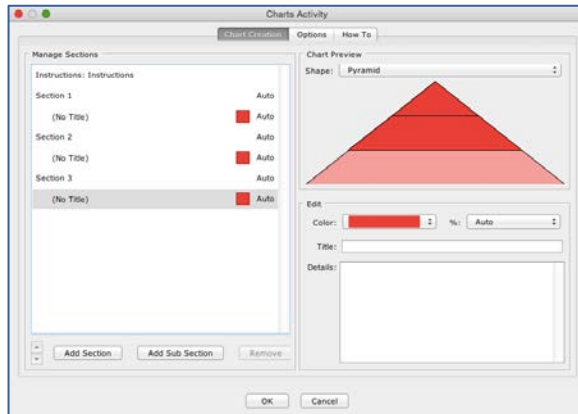 Charts Activity
Chart Creation Options How To
Manage Sections
Instructions: Instructions
Section 1 Auto
(No Title) Auto
Section 2 Auto
(No Title) Auto
Section 3 Auto
(No Title) Auto
Add Section Add Sub Section Remove
Chart Preview
Shape: Pyramid
Edit
Color: %: Auto
Title:
Details:
OK Cancel